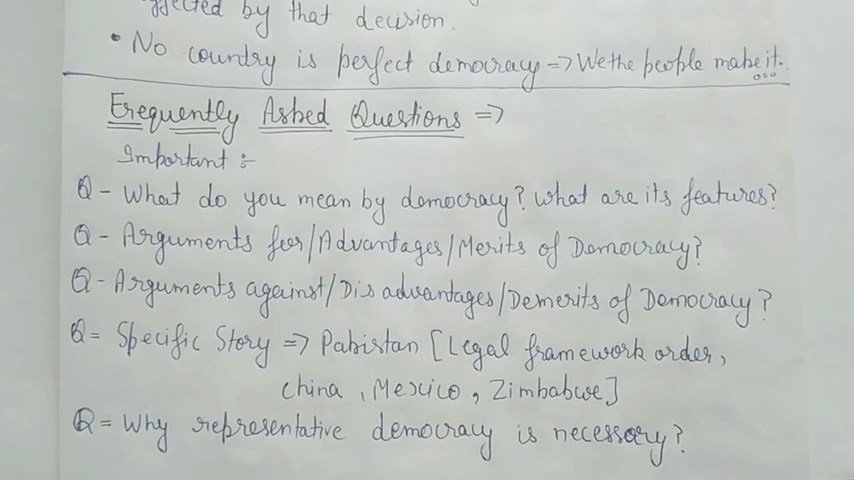 by that decision.
• No country is perfect democracy => We the people make it...
Frequently Asked Questions =>
Important :-
Q - What do you mean by democracy? what are its features?
Q - Arguments for/Advantages/Merits of Democracy?
Q - Arguments against/Disadvantages/Demerits of Democracy?
Q = Specific Story => Pakistan [Legal framework order,
China, Mexico, Zimbabwe]
Q = Why representative democracy is necessary?